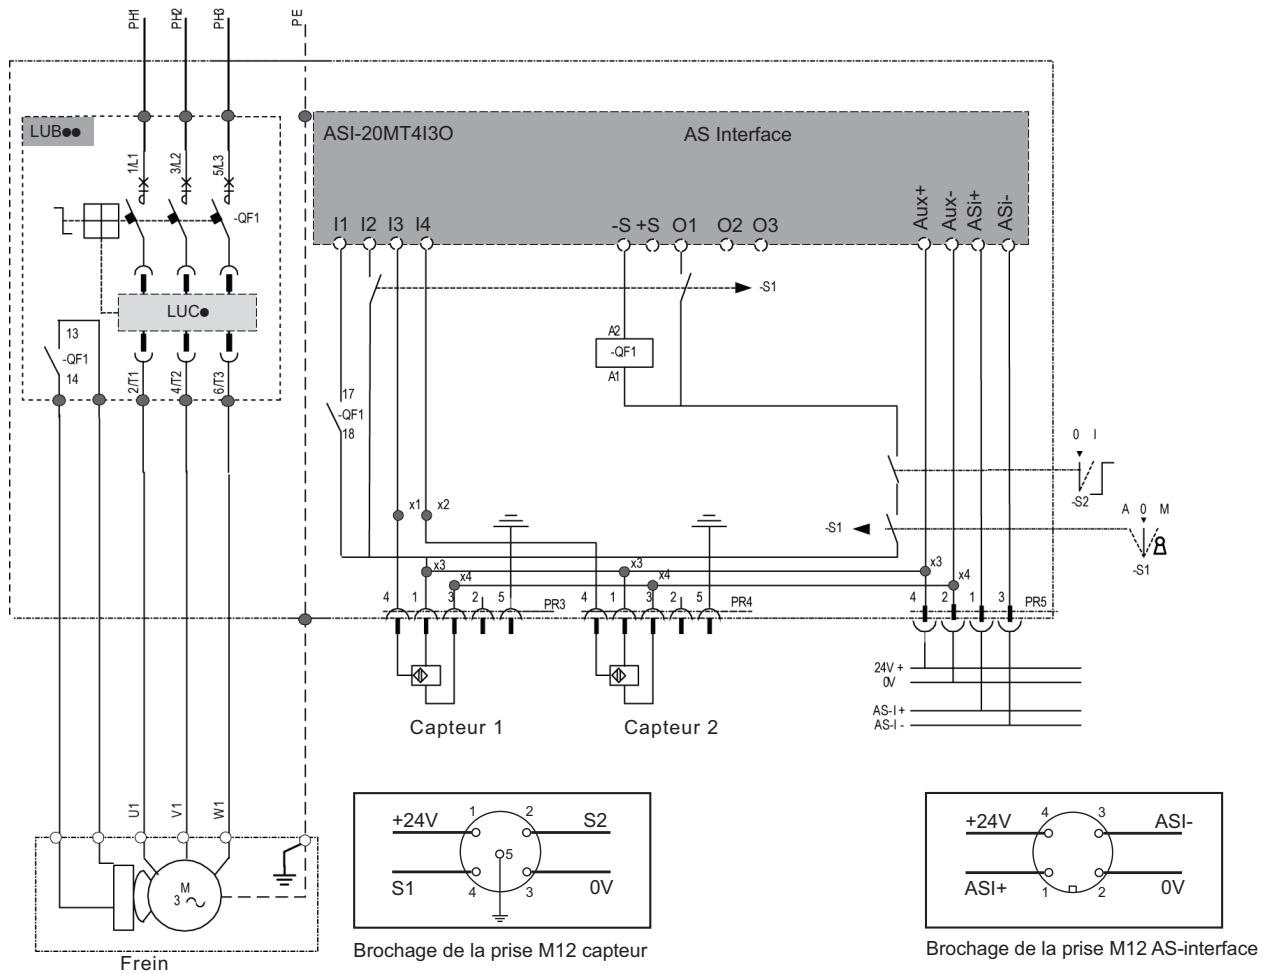 PH1 PH2 PH3 PE
LUB●●
ASI-20MT4I3O AS Interface
1/L1 3/L2 5/L3
-QF1
I1 I2 I3 I4 -S +S O1 O2 O3 Aux+ Aux- ASi+ ASi-
-S1
LUC●
13
-QF1
14
2/T1 4/T2 6/T3
A2
-QF1
A1
17
-QF1
18
0 I
-S2
x1 x2
-S1
A 0 M
-S1
x3 x4 x3 x4 x3 x4
4 1 3 2 5 PR3
4 1 3 2 5 PR4
4 2 1 3 PR5
24V +
0V
AS-I +
AS-I -
Capteur 1
Capteur 2
U1 V1 W1
M
3
Frein
+24V 1 2 S2
5
S1 4 3 0V
Brochage de la prise M12 capteur
+24V 4 3 ASI-
ASI+ 1 2 0V
Brochage de la prise M12 AS-interface